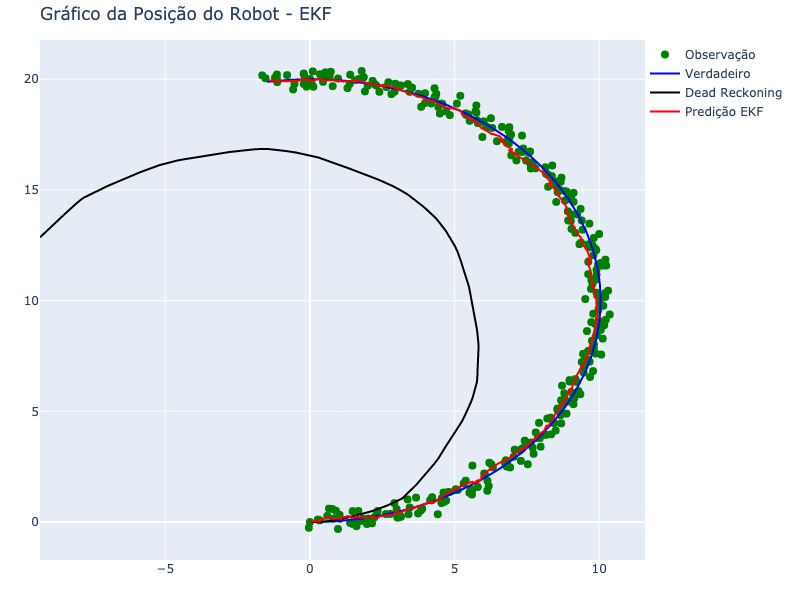 Gráfico da Posição do Robot - EKF
Observação
Verdadeiro
Dead Reckoning
Predição EKF
20
15
10
5
0
−5
0
5
10